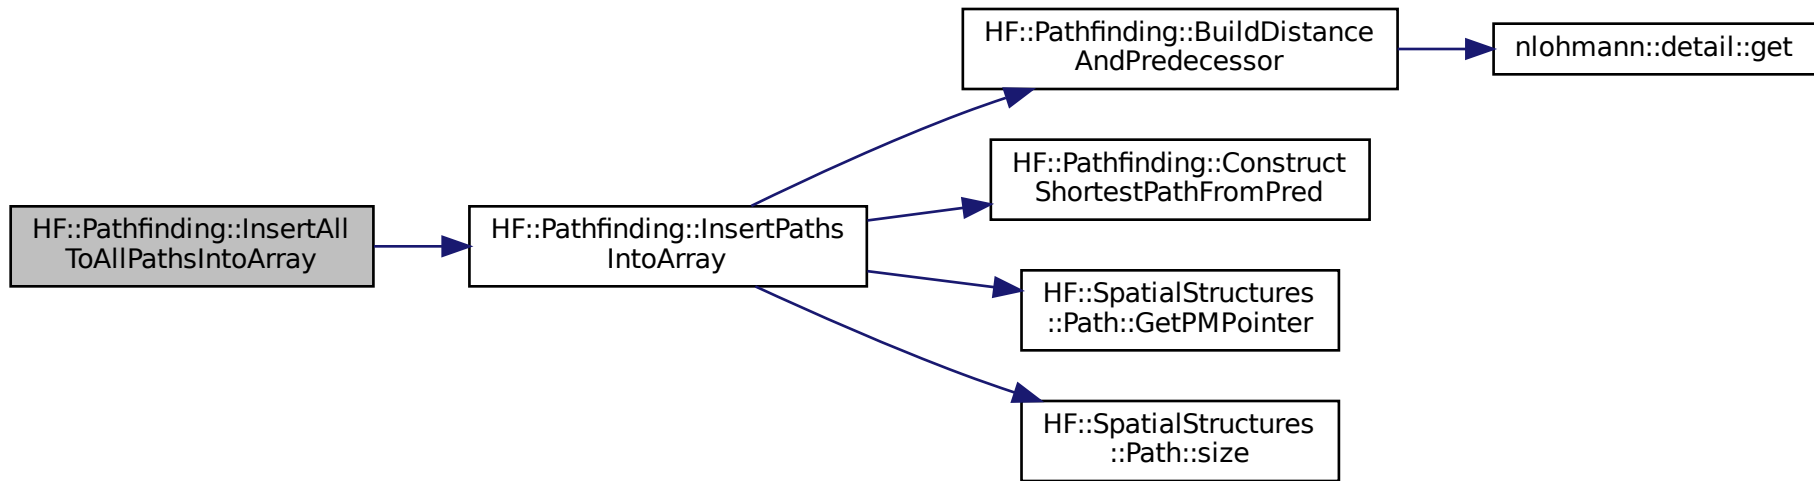 HF::Pathfinding::InsertAll
ToAllPathsIntoArray
HF::Pathfinding::InsertPaths
IntoArray
HF::Pathfinding::BuildDistance
AndPredecessor
nlohmann::detail::get
HF::Pathfinding::Construct
ShortestPathFromPred
HF::SpatialStructures
::Path::GetPMPointer
HF::SpatialStructures
::Path::size